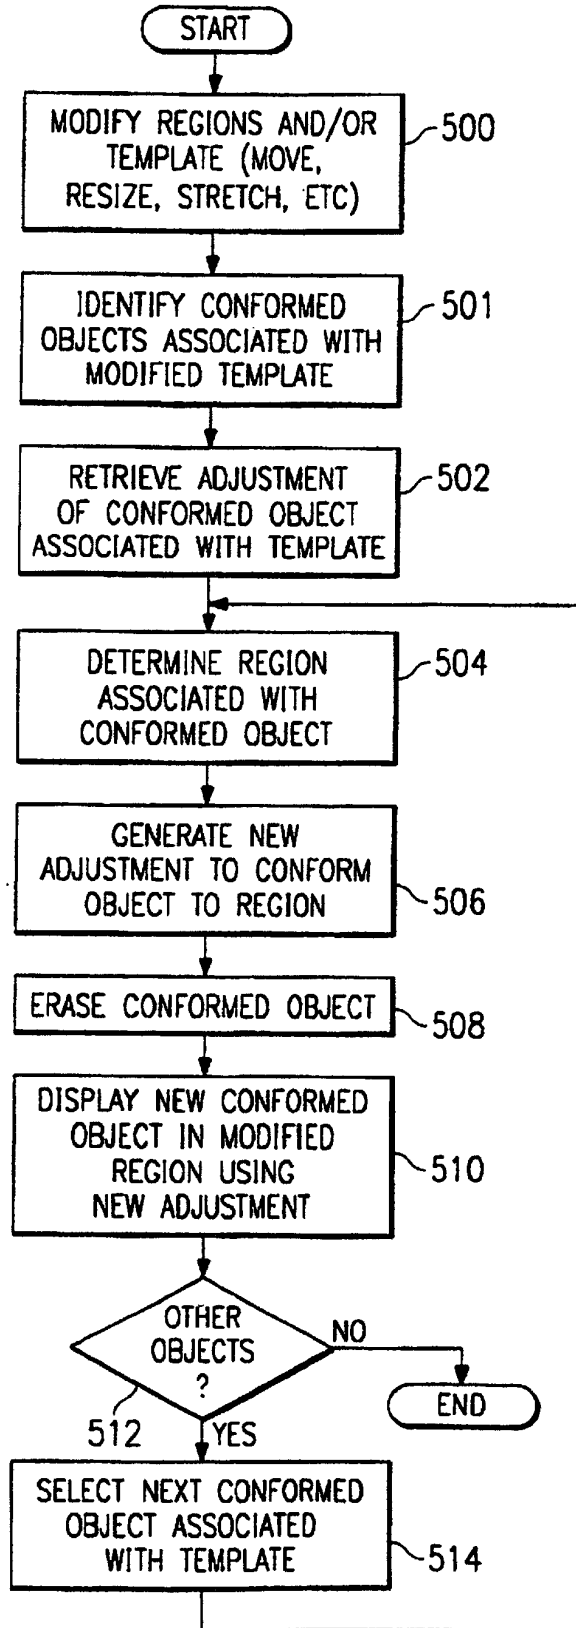 START
MODIFY REGIONS AND/OR
TEMPLATE (MOVE,
RESIZE, STRETCH, ETC)
500
IDENTIFY CONFORMED
OBJECTS ASSOCIATED WITH
MODIFIED TEMPLATE
501
RETRIEVE ADJUSTMENT
OF CONFORMED OBJECT
ASSOCIATED WITH TEMPLATE
502
DETERMINE REGION
ASSOCIATED WITH
CONFORMED OBJECT
504
GENERATE NEW
ADJUSTMENT TO CONFORM
OBJECT TO REGION
506
ERASE CONFORMED OBJECT
508
DISPLAY NEW CONFORMED
OBJECT IN MODIFIED
REGION USING
NEW ADJUSTMENT
510
OTHER
OBJECTS
?
512
NO
END
YES
SELECT NEXT CONFORMED
OBJECT ASSOCIATED
WITH TEMPLATE
514